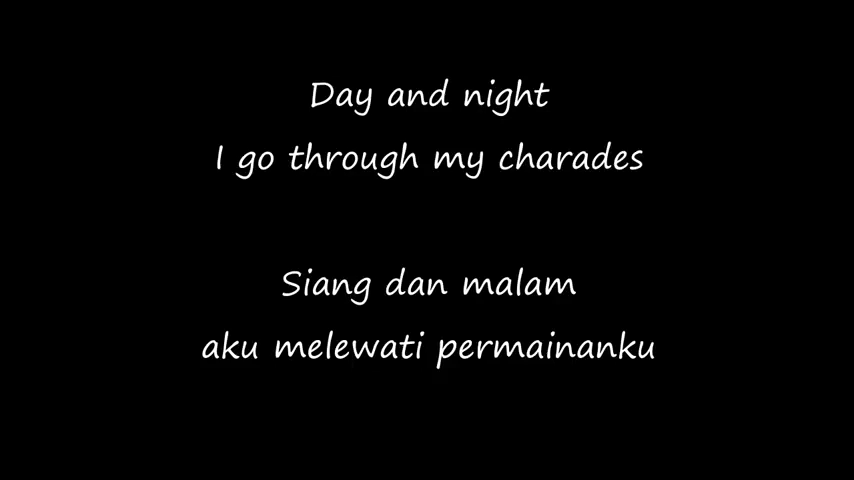 Day and night
I go through my charades
Siang dan malam
aku melewati permainanku